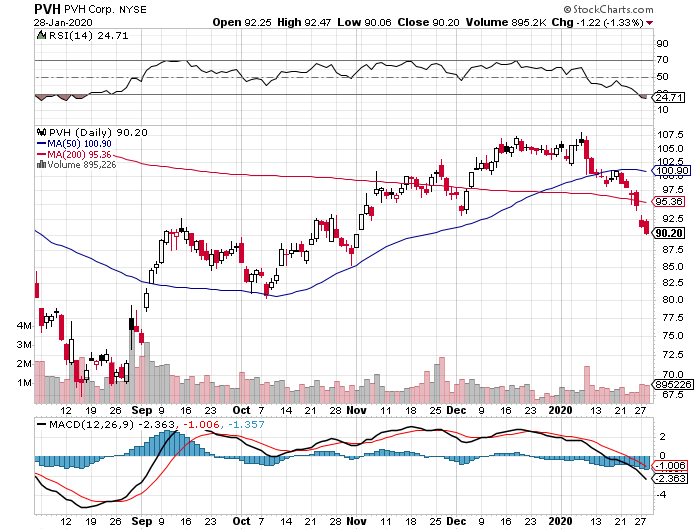 PVH PVH Corp. NYSE © StockCharts.com
28-Jan-2020 Open 92.25 High 92.47 Low 90.06 Close 90.20 Volume 895.2K Chg -1.22 (-1.33%)
RSI(14) 24.71
90
70
50
30
24.71
10
PVH (Daily) 90.20
MA(50) 100.90
MA(200) 95.36
Volume 895,226
107.5
105.0
102.5
100.90
97.5
95.36
92.5
90.20
87.5
85.0
82.5
80.0
77.5
4M 75.0
3M 72.5
2M 70.0
1M 895226
67.5
12 19 26 Sep 9 16 23 Oct 7 14 21 28 Nov 11 18 25 Dec 9 16 23 2020 13 21 27
MACD(12,26,9) -2.363, -1.006, -1.357
2
0
-1.006
-2.363
-4
12 19 26 Sep 9 16 23 Oct 7 14 21 28 Nov 11 18 25 Dec 9 16 23 2020 13 21 27